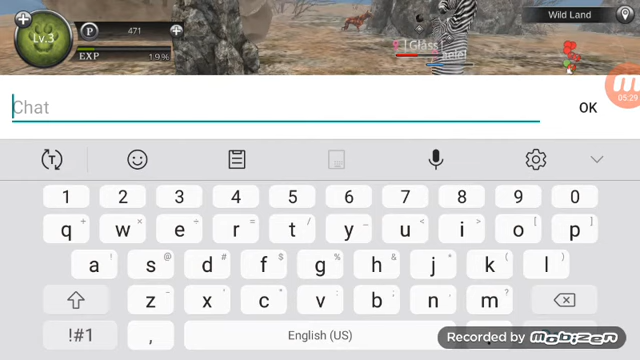 Lv.3
P 471
EXP 1.9%
Wild Land
[Glass]
05:29
Chat
OK
1 2 3 4 5 6 7 8 9 0
q + w × e ÷ r = t / y _ u < i > o [ p ]
a ! s @ d # f $ g % h & j * k ( l )
z - x ' c " v : b ; n , m ?
!#1 , English (US)
Recorded by MOBIZEN